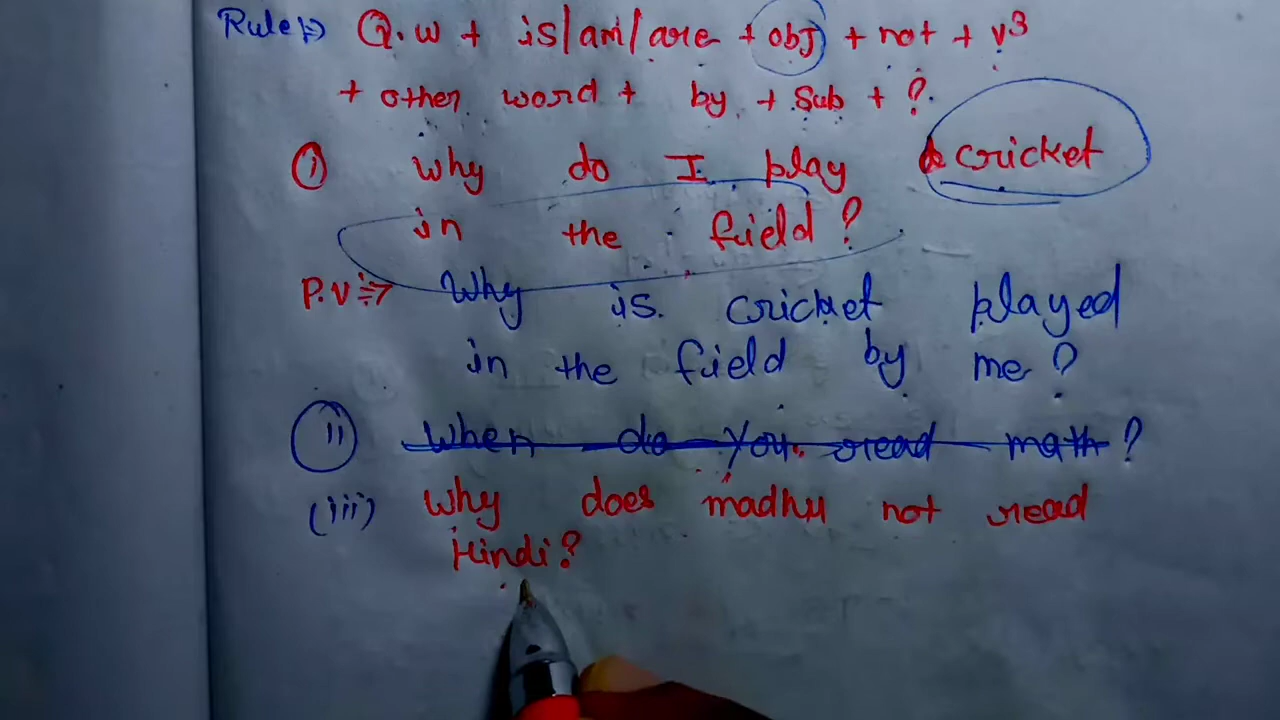 Rule:⇒ Q.w + is/am/are + obj + not + v3
+ other word + by + Sub + ?
(i) why do I play cricket
in the field?
P.V:⇒ Why is cricket played
in the field by me?
(ii) When do you read math?
(iii) why does madhu not read
Hindi?